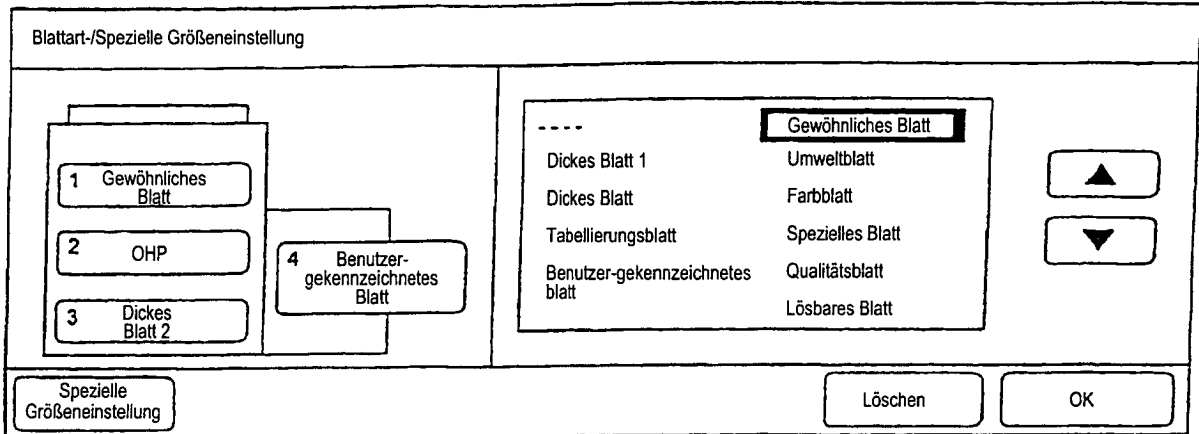 Blattart-/Spezielle Größeneinstellung
1 Gewöhnliches
Blatt
2 OHP
3 Dickes
Blatt 2
4 Benutzer-
gekennzeichnetes
Blatt
----
Dickes Blatt 1
Dickes Blatt
Tabellierungsblatt
Benutzer-gekennzeichnetes
blatt
Gewöhnliches Blatt
Umweltblatt
Farbblatt
Spezielles Blatt
Qualitätsblatt
Lösbares Blatt
Spezielle
Größeneinstellung
Löschen
OK